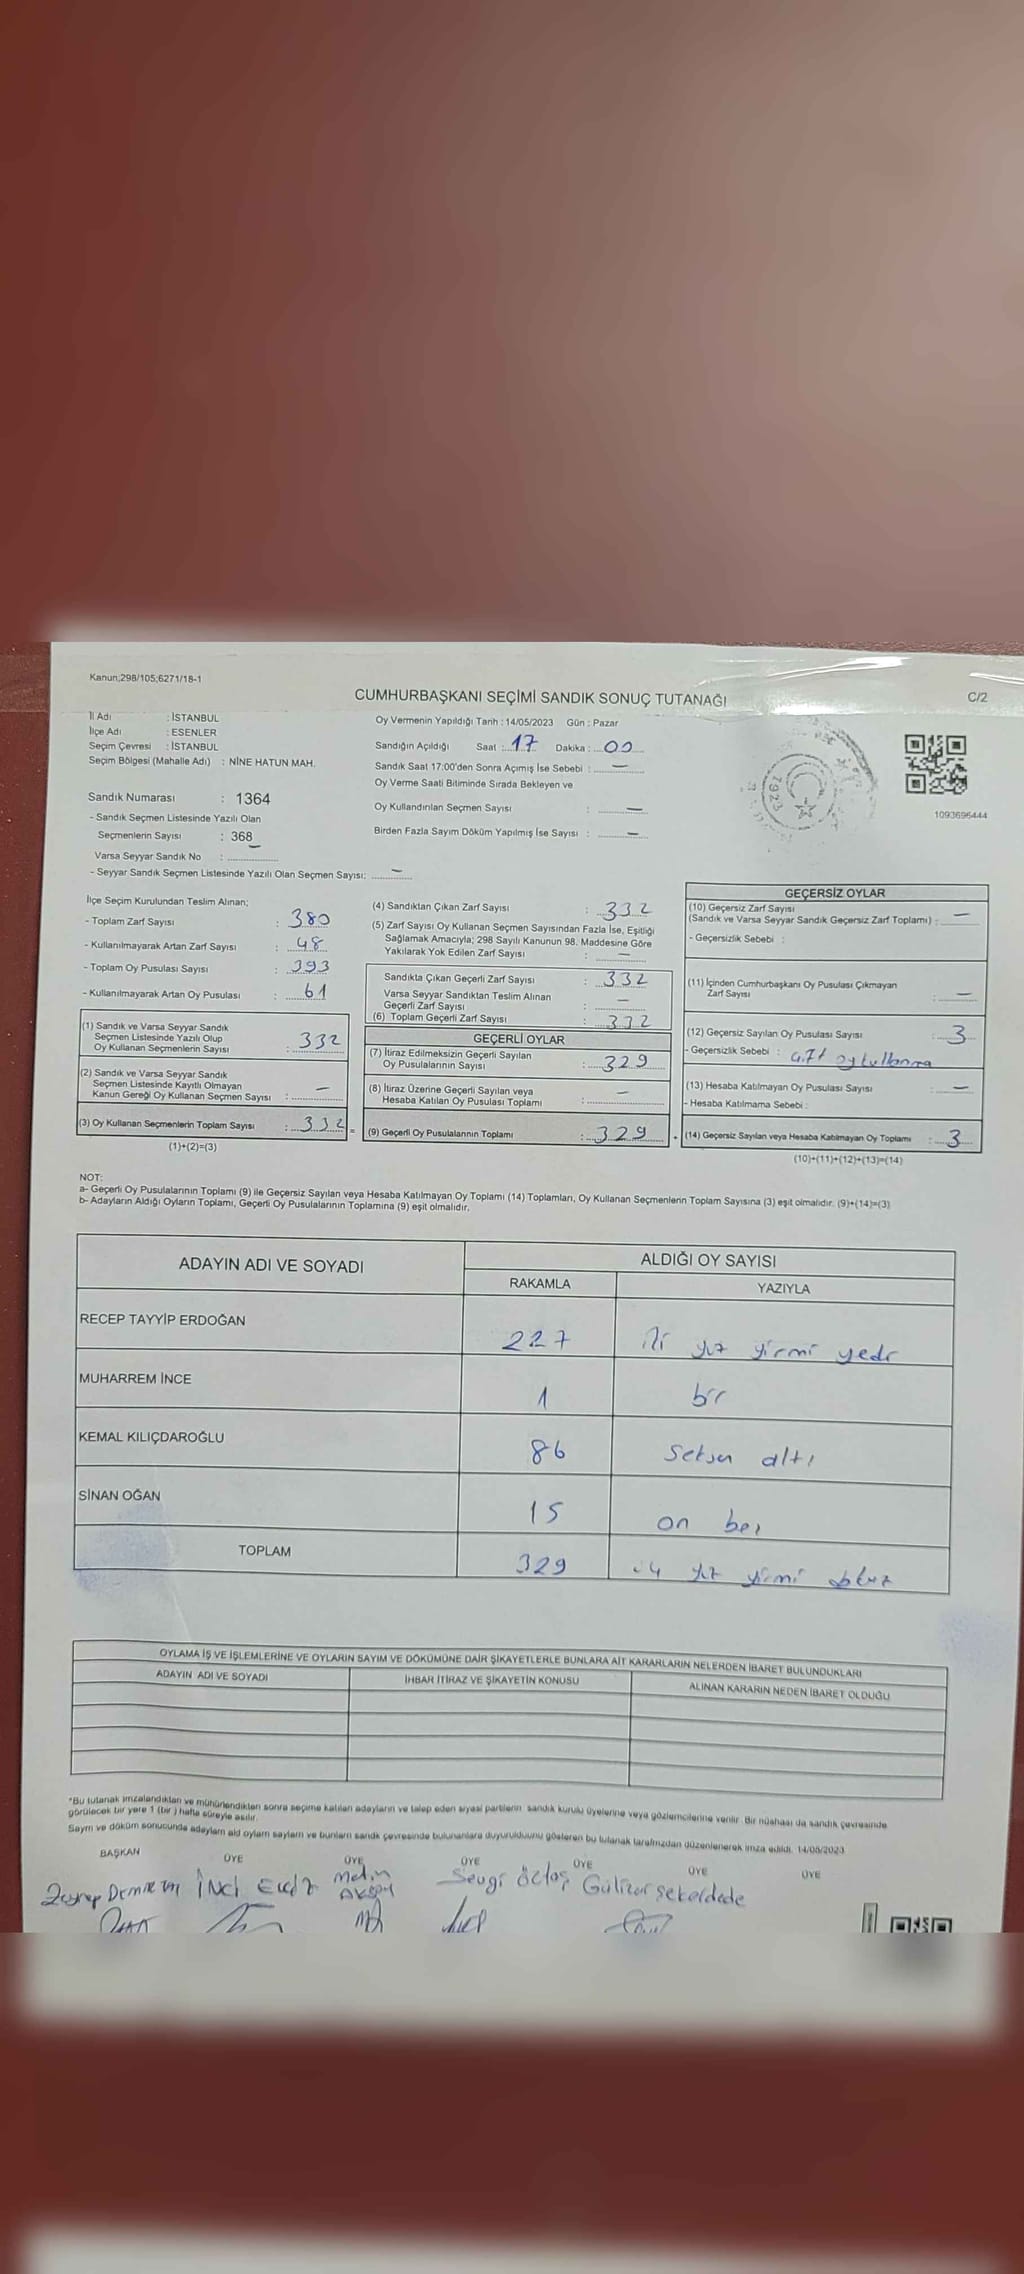 Kanun;298/105;6271/18-1
C/2
CUMHURBAŞKANI SEÇİMİ SANDIK SONUÇ TUTANAĞI
İl Adı : İSTANBUL
İlçe Adı : ESENLER
Seçim Çevresi : İSTANBUL
Seçim Bölgesi (Mahalle Adı) : NİNE HATUN MAH.
Sandık Numarası : 1364
- Sandık Seçmen Listesinde Yazılı Olan
Seçmenlerin Sayısı : 368
Varsa Seyyar Sandık No : —
- Seyyar Sandık Seçmen Listesinde Yazılı Olan Seçmen Sayısı: —
Oy Vermenin Yapıldığı Tarih : 14/05/2023 Gün : Pazar
Sandığın Açıldığı Saat : 17 Dakika : 00
Sandık Saat 17:00'den Sonra Açımış İse Sebebi : —
Oy Verme Saati Bitiminde Sırada Bekleyen ve
Oy Kullandırılan Seçmen Sayısı : —
Birden Fazla Sayım Döküm Yapılmış İse Sayısı : —
1093696444
İlçe Seçim Kurulundan Teslim Alınan;
- Toplam Zarf Sayısı : 380
- Kullanılmayarak Artan Zarf Sayısı : 48
- Toplam Oy Pusulası Sayısı : 393
- Kullanılmayarak Artan Oy Pusulası : 61
(1) Sandık ve Varsa Seyyar Sandık
Seçmen Listesinde Yazılı Olup
Oy Kullanan Seçmenlerin Sayısı : 332
(2) Sandık ve Varsa Seyyar Sandık
Seçmen Listesinde Kayıtlı Olmayan
Kanun Gereği Oy Kullanan Seçmen Sayısı : —
(3) Oy Kullanan Seçmenlerin Toplam Sayısı : 332
(1)+(2)=(3)
(4) Sandıktan Çıkan Zarf Sayısı : 332
(5) Zarf Sayısı Oy Kullanan Seçmen Sayısından Fazla İse, Eşitliği
Sağlamak Amacıyla; 298 Sayılı Kanunun 98. Maddesine Göre
Yakılarak Yok Edilen Zarf Sayısı : —
Sandıkta Çıkan Geçerli Zarf Sayısı : 332
Varsa Seyyar Sandıktan Teslim Alınan
Geçerli Zarf Sayısı : —
(6) Toplam Geçerli Zarf Sayısı : 332
GEÇERLİ OYLAR
(7) İtiraz Edilmeksizin Geçerli Sayılan
Oy Pusulalarının Sayısı : 329
(8) İtiraz Üzerine Geçerli Sayılan veya
Hesaba Katılan Oy Pusulası Toplamı : —
(9) Geçerli Oy Pusulalarının Toplamı : 329
GEÇERSİZ OYLAR
(10) Geçersiz Zarf Sayısı
(Sandık ve Varsa Seyyar Sandık Geçersiz Zarf Toplamı) : —
- Geçersizlik Sebebi :
(11) İçinden Cumhurbaşkanı Oy Pusulası Çıkmayan
Zarf Sayısı : —
(12) Geçersiz Sayılan Oy Pusulası Sayısı : 3
- Geçersizlik Sebebi : oy kullanma
(13) Hesaba Katılmayan Oy Pusulası Sayısı : —
- Hesaba Katılmama Sebebi :
(14) Geçersiz Sayılan veya Hesaba Katılmayan Oy Toplamı : 3
(10)+(11)+(12)+(13)=(14)
NOT:
a- Geçerli Oy Pusulalarının Toplamı (9) ile Geçersiz Sayılan veya Hesaba Katılmayan Oy Toplamı (14) Toplamları, Oy Kullanan Seçmenlerin Toplam Sayısına (3) eşit olmalıdır. (9)+(14)=(3)
b- Adayların Aldığı Oyların Toplamı, Geçerli Oy Pusulalarının Toplamına (9) eşit olmalıdır.
ADAYIN ADI VE SOYADI ALDIĞI OY SAYISI
RAKAMLA YAZIYLA
RECEP TAYYİP ERDOĞAN 227 iki yüz yirmi yedi
MUHARREM İNCE 1 bir
KEMAL KILIÇDAROĞLU 86 seksen altı
SİNAN OĞAN 15 on beş
TOPLAM 329 üç yüz yirmi dokuz
OYLAMA İŞ VE İŞLEMLERİNE VE OYLARIN SAYIM VE DÖKÜMÜNE DAİR ŞİKAYETLERLE BUNLARA AİT KARARLARIN NELERDEN İBARET BULUNDUKLARI
ADAYIN ADI VE SOYADI İHBAR İTİRAZ VE ŞİKAYETİN KONUSU ALINAN KARARIN NEDEN İBARET OLDUĞU
*Bu tutanak imzalandıktan ve mühürlendikten sonra seçime katılan adayların ve talep eden siyasi partilerin sandık kurulu üyelerine veya gözlemcilerine verilir. Bir nüshası da sandık çevresinde
görülecek bir yere 1 (bir ) hafta süreyle asılır.
Sayım ve döküm sonucunda adayların aldı oyların sayları ve bunların sandık çevresinde bulunanlara duyurulduunu gösteren bu tutanak tarafmzdan düzenlenerek imza edildi. 14/05/2023
BAŞKAN ÜYE ÜYE ÜYE ÜYE ÜYE ÜYE
Zeynep Demir İNCİ Metin Sevgi Öztaş Gülizar Şekerdede